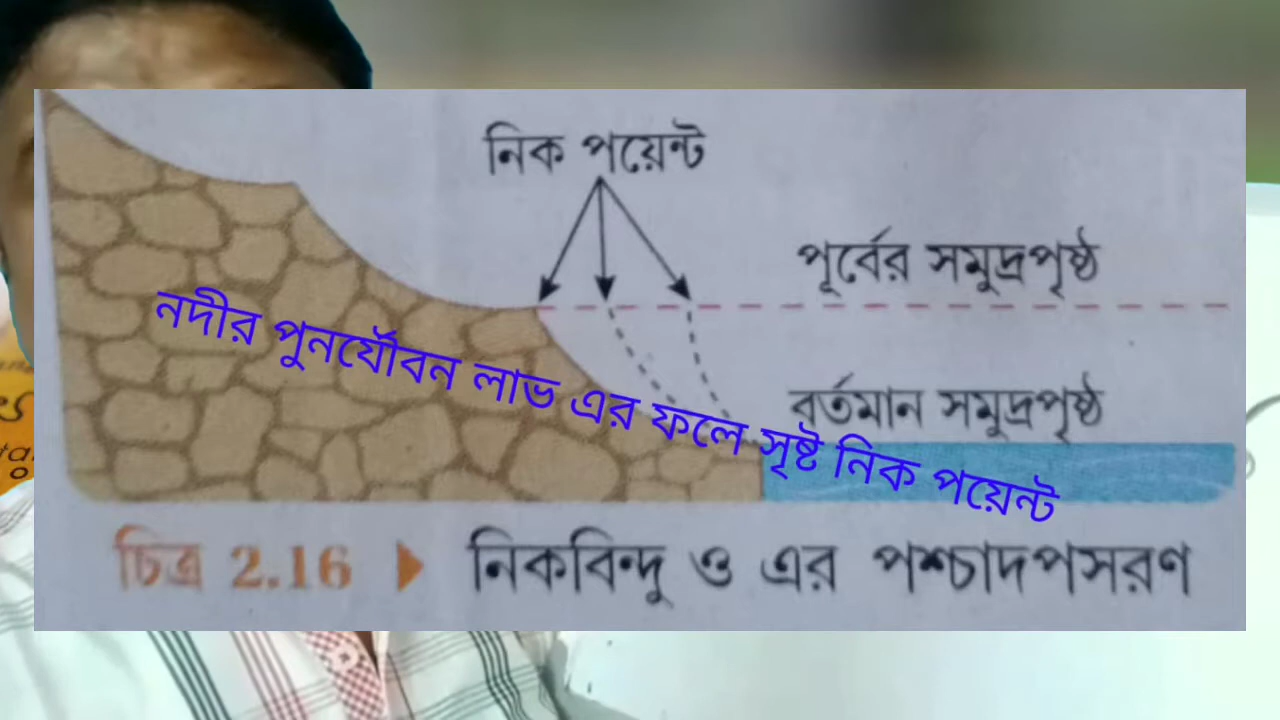 নিক পয়েন্ট
পূর্বের সমুদ্রপৃষ্ঠ
নদীর পুনর্যৌবন লাভ এর ফলে সৃষ্ট নিক পয়েন্ট
বর্তমান সমুদ্রপৃষ্ঠ
চিত্র 2.16 ▶ নিকবিন্দু ও এর পশ্চাদপসরণ